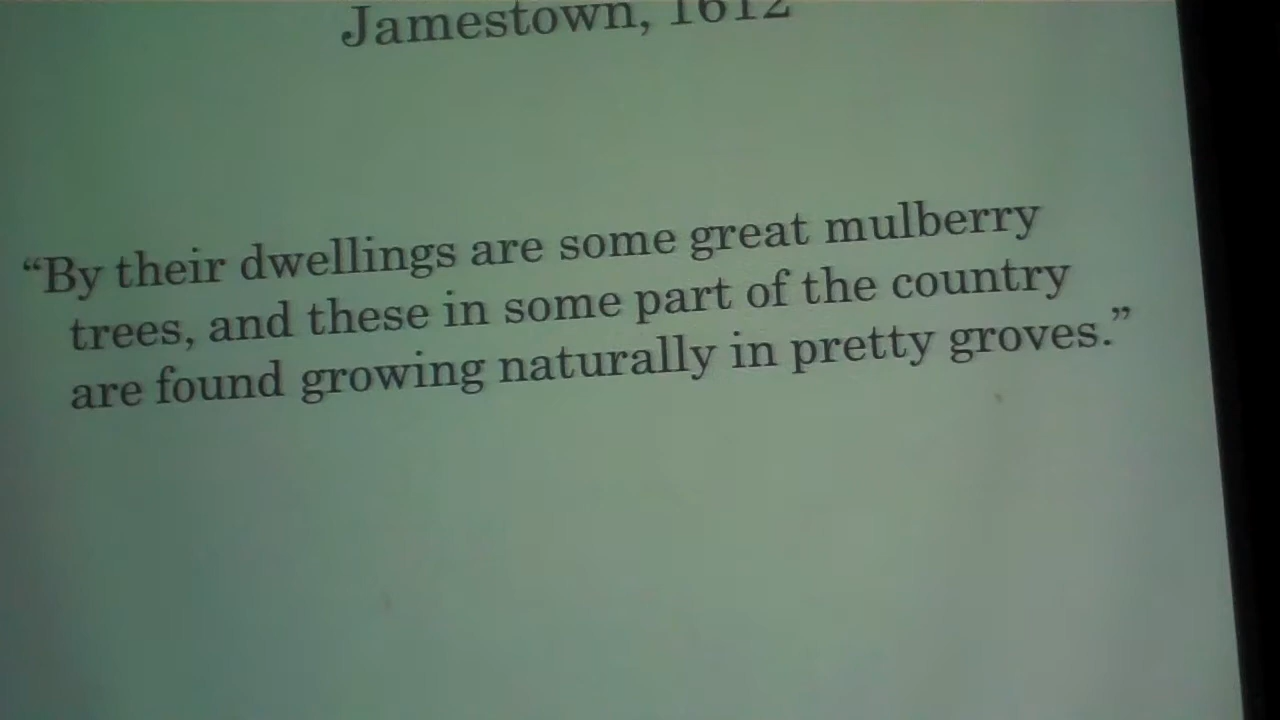 Jamestown, 1612
“By their dwellings are some great mulberry
trees, and these in some part of the country
are found growing naturally in pretty groves.”